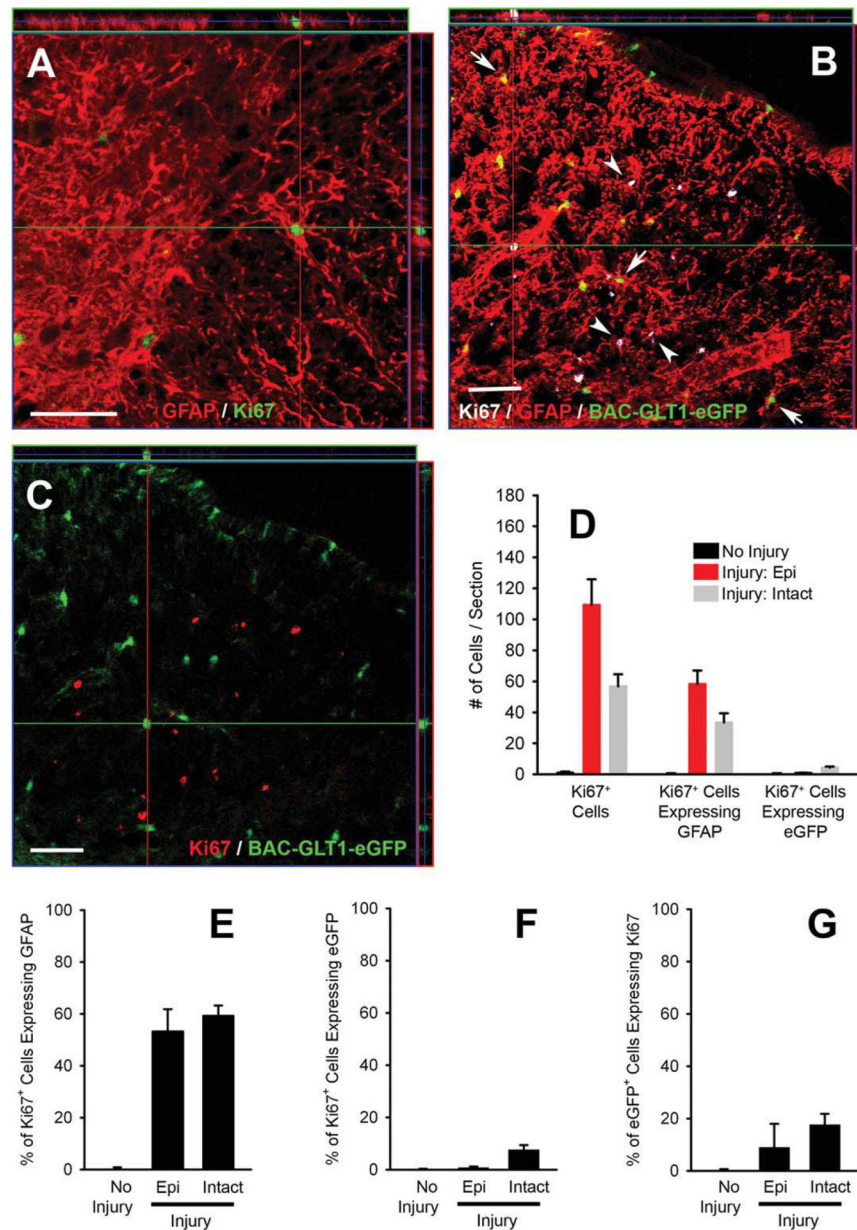 A
GFAP / Ki67
B
Ki67 / GFAP / BAC-GLT1-eGFP
C
Ki67 / BAC-GLT1-eGFP
D
# of Cells / Section
180
160
140
120
100
80
60
40
20
0
No Injury
Injury: Epi
Injury: Intact
Ki67+
Cells
Ki67+ Cells
Expressing
GFAP
Ki67+ Cells
Expressing
eGFP
E
% of Ki67+ Cells Expressing GFAP
100
80
60
40
20
0
No
Injury
Epi
Intact
Injury
F
% of Ki67+ Cells Expressing eGFP
100
80
60
40
20
0
No
Injury
Epi
Intact
Injury
G
% of eGFP+ Cells Expressing Ki67
100
80
60
40
20
0
No
Injury
Epi
Intact
Injury